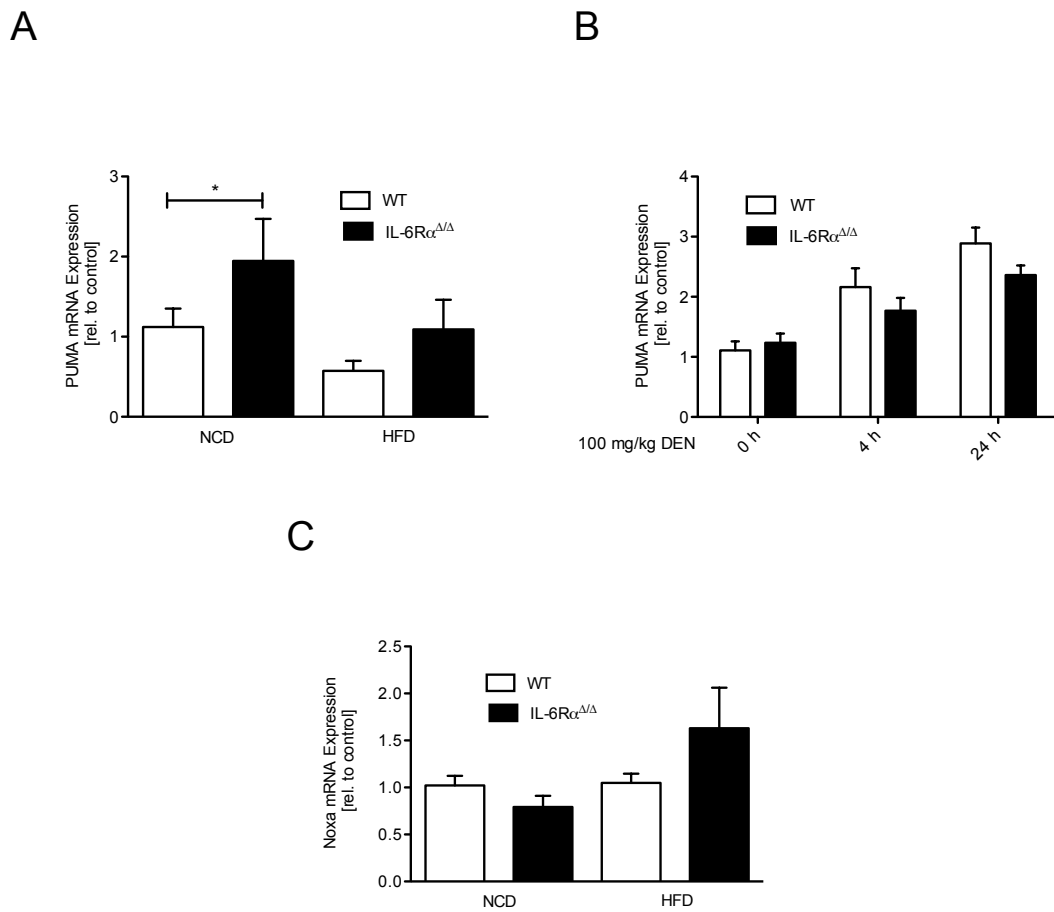 A
B
PUMA mRNA Expression
[rel. to control]
3
2
1
0
*
WT
IL-6Rα^Δ/Δ
NCD
HFD
PUMA mRNA Expression
[rel. to control]
4
3
2
1
0
WT
IL-6Rα^Δ/Δ
100 mg/kg DEN
0 h
4 h
24 h
C
Noxa mRNA Expression
[rel. to control]
2.5
2.0
1.5
1.0
0.5
0.0
WT
IL-6Rα^Δ/Δ
NCD
HFD